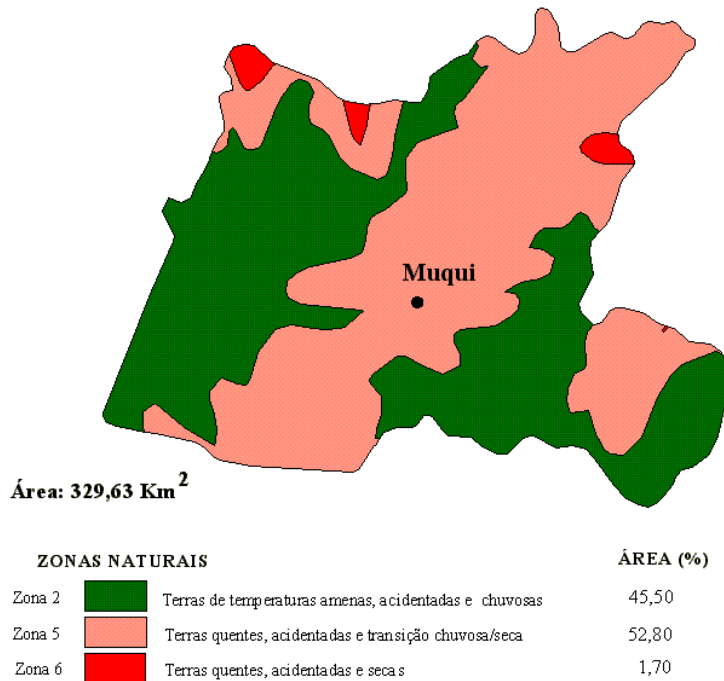 Muqui
Área: 329,63 Km²
ZONAS NATURAIS ÁREA (%)
Zona 2 Terras de temperaturas amenas, acidentadas e chuvosas 45,50
Zona 5 Terras quentes, acidentadas e transição chuvosa/seca 52,80
Zona 6 Terras quentes, acidentadas e secas 1,70